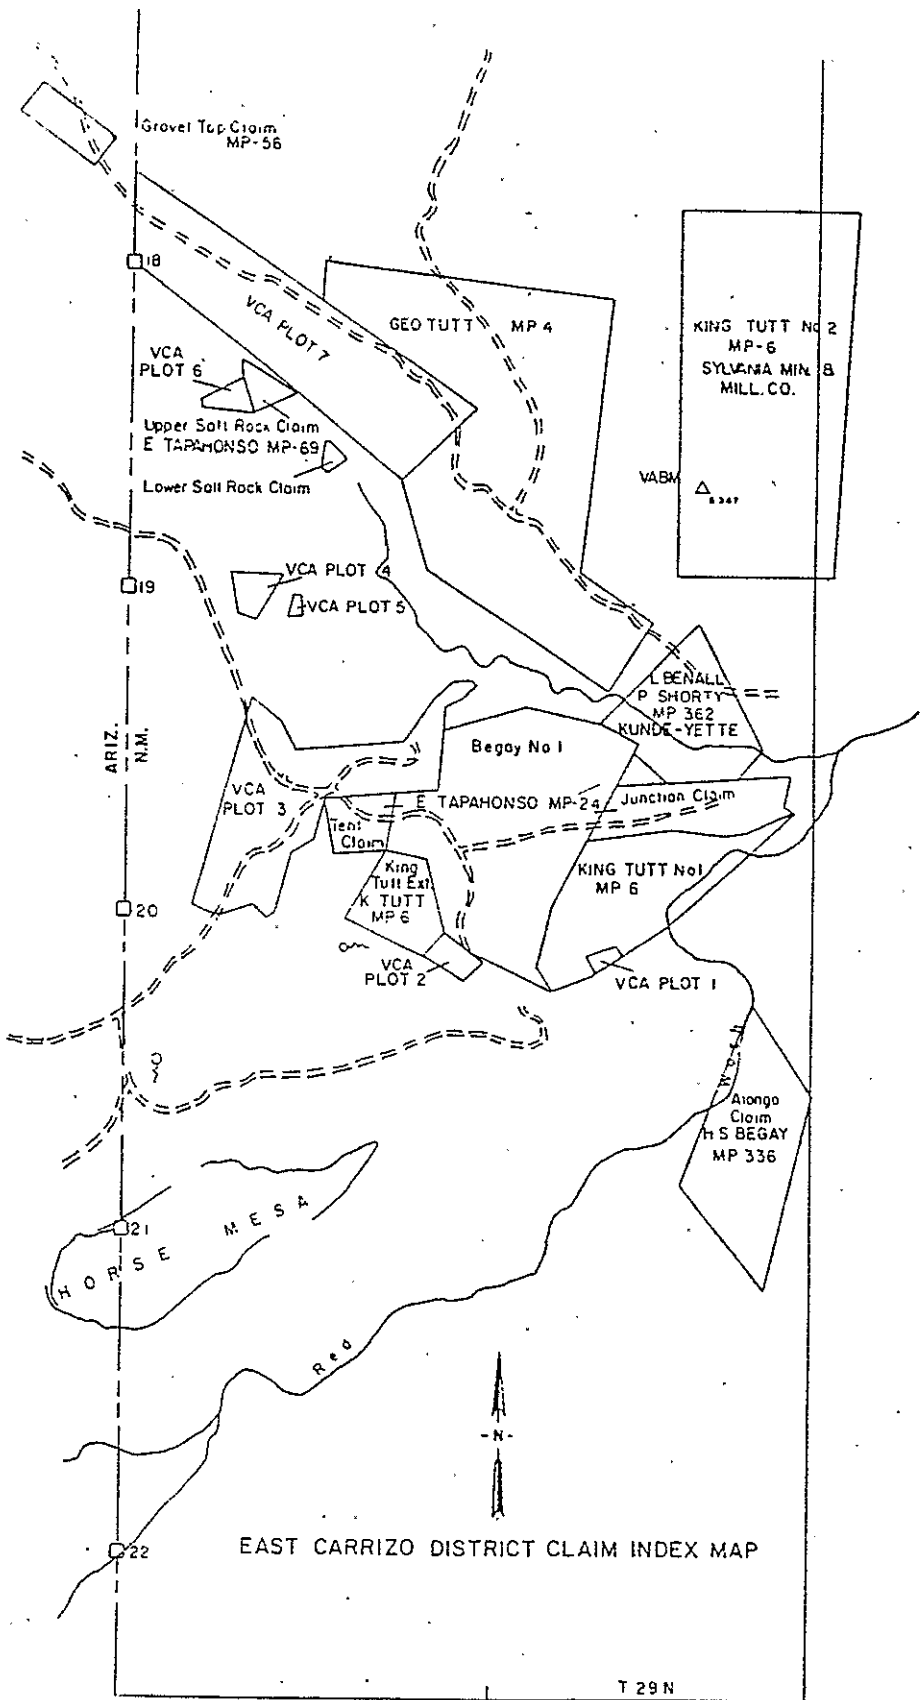 Gravel Top Claim
MP-56
18
VCA PLOT 7
GEO TUTT MP 4
KING TUTT No 2
MP-6
SYLVANIA MIN. &
MILL. CO.
VCA
PLOT 6
Upper Salt Rock Claim
E TAPAHONSO MP-69
Lower Salt Rock Claim
VABM
19
VCA PLOT 4
VCA PLOT 5
L BENALL
P SHORTY
MP 362
KUNDE-YETTE
ARIZ.
N.M.
Begay No 1
VCA
PLOT 3
E TAPAHONSO MP-24
Junction Claim
Tent
Claim
King
Tutt Ext.
K TUTT
MP 6
KING TUTT No1
MP 6
20
VCA
PLOT 2
VCA PLOT 1
Wash
Alongo
Claim
H S BEGAY
MP 336
21
HORSE MESA
Red
-N-
22
EAST CARRIZO DISTRICT CLAIM INDEX MAP
T 29 N